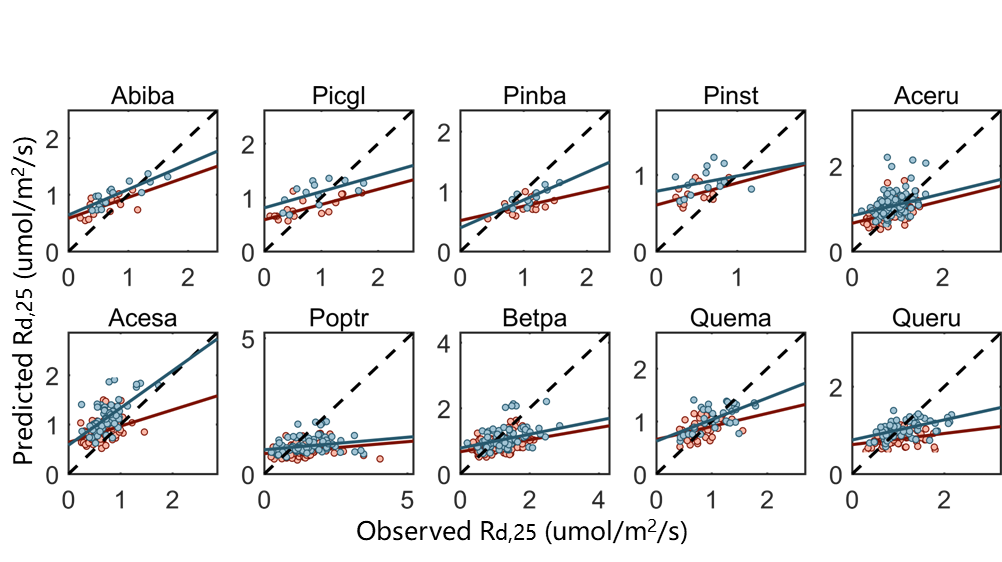 Abiba Picgl Pinba Pinst Aceru
2 2 2 1 2
1 1 1
0 0 0 0 0
0 1 2 0 1 2 0 1 2 0 1 0 2
Acesa Poptr Betpa Quema Queru
2 5 4 2 2
1 2 1
0 0 0 0 0
0 1 2 0 5 0 1 2 3 4 0 1 2 0 2
Predicted Rd,25 (umol/m²/s)
Observed Rd,25 (umol/m²/s)